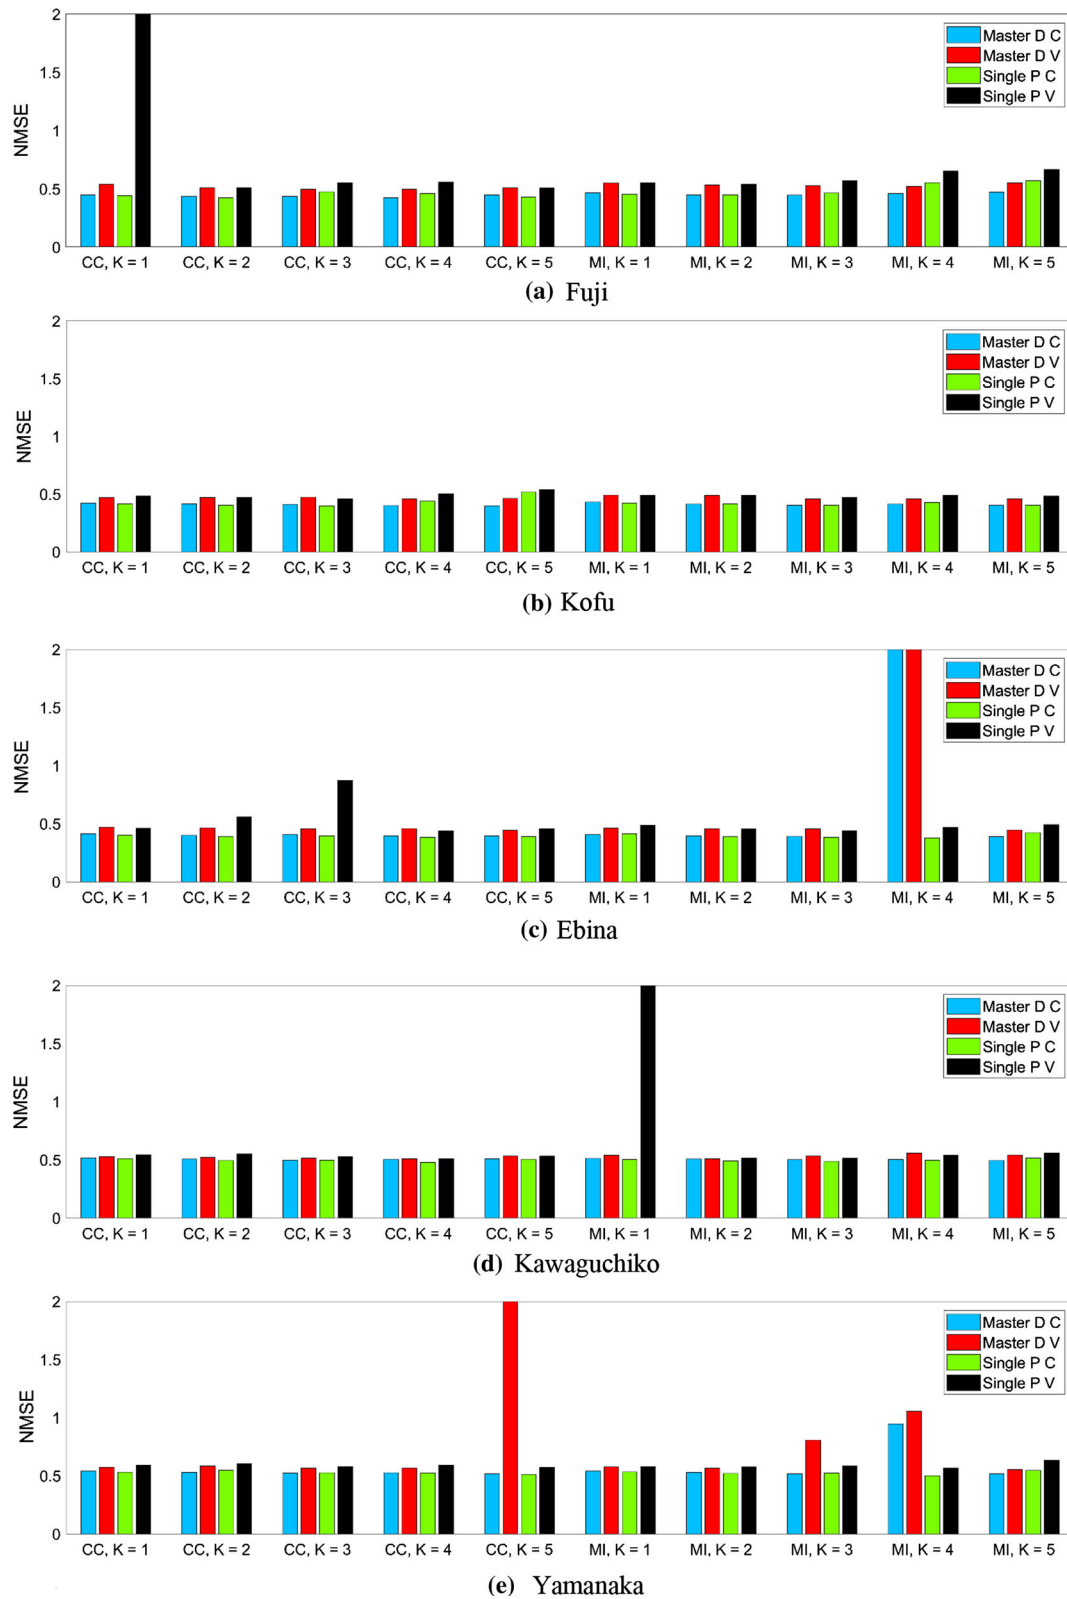 2
1.5
1
0.5
0
NMSE
Master D C
Master D V
Single P C
Single P V
CC, K = 1 CC, K = 2 CC, K = 3 CC, K = 4 CC, K = 5 MI, K = 1 MI, K = 2 MI, K = 3 MI, K = 4 MI, K = 5
(a) Fuji
2
1.5
1
0.5
0
NMSE
Master D C
Master D V
Single P C
Single P V
CC, K = 1 CC, K = 2 CC, K = 3 CC, K = 4 CC, K = 5 MI, K = 1 MI, K = 2 MI, K = 3 MI, K = 4 MI, K = 5
(b) Kofu
2
1.5
1
0.5
0
NMSE
Master D C
Master D V
Single P C
Single P V
CC, K = 1 CC, K = 2 CC, K = 3 CC, K = 4 CC, K = 5 MI, K = 1 MI, K = 2 MI, K = 3 MI, K = 4 MI, K = 5
(c) Ebina
2
1.5
1
0.5
0
NMSE
Master D C
Master D V
Single P C
Single P V
CC, K = 1 CC, K = 2 CC, K = 3 CC, K = 4 CC, K = 5 MI, K = 1 MI, K = 2 MI, K = 3 MI, K = 4 MI, K = 5
(d) Kawaguchiko
2
1.5
1
0.5
0
NMSE
Master D C
Master D V
Single P C
Single P V
CC, K = 1 CC, K = 2 CC, K = 3 CC, K = 4 CC, K = 5 MI, K = 1 MI, K = 2 MI, K = 3 MI, K = 4 MI, K = 5
(e) Yamanaka